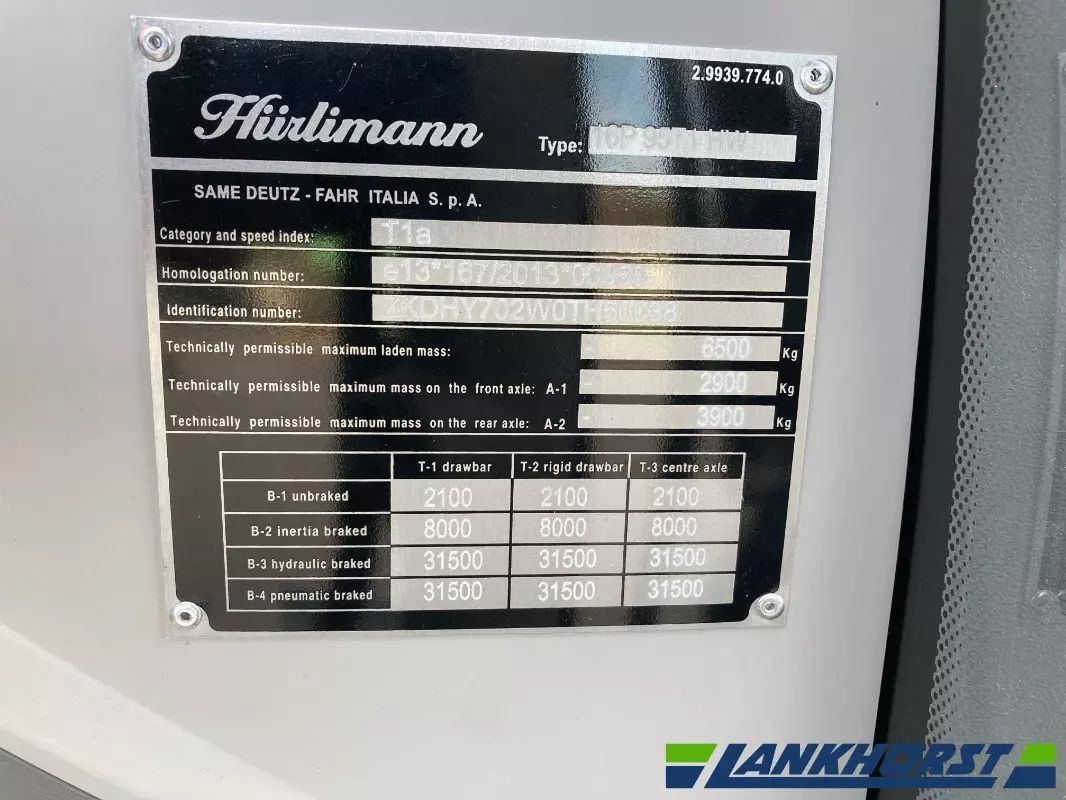 2.9939.774.0
Hürlimann
Type: HW
SAME DEUTZ - FAHR ITALIA S. p. A.
Category and speed index: T1a
Homologation number:
Identification number:
Technically permissible maximum laden mass: - 6500 Kg
Technically permissible maximum mass on the front axle: A-1 - 2900 Kg
Technically permissible maximum mass on the rear axle: A-2 - 3900 Kg
T-1 drawbar T-2 rigid drawbar T-3 centre axle
B-1 unbraked 2100 2100 2100
B-2 inertia braked 8000 8000 8000
B-3 hydraulic braked 31500 31500 31500
B-4 pneumatic braked 31500 31500 31500
LANKHORST